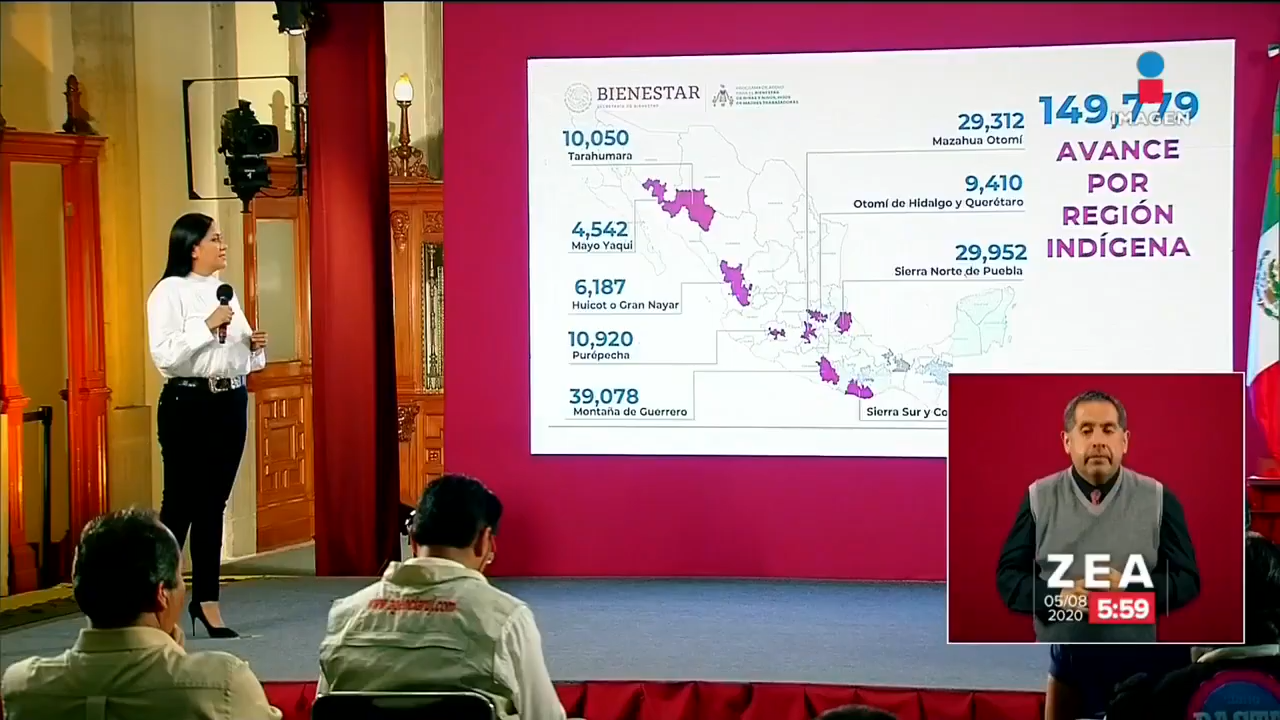 BIENESTAR
SECRETARÍA DE BIENESTAR
10,050
Tarahumara
4,542
Mayo Yaqui
6,187
Huicot o Gran Nayar
10,920
Purépecha
39,078
Montaña de Guerrero
29,312
Mazahua Otomí
9,410
Otomí de Hidalgo y Querétaro
29,952
Sierra Norte de Puebla
Sierra Sur y Co
149,779
IMAGEN
AVANCE
POR
REGIÓN
INDÍGENA
ZEA
05/08
2020
5:59